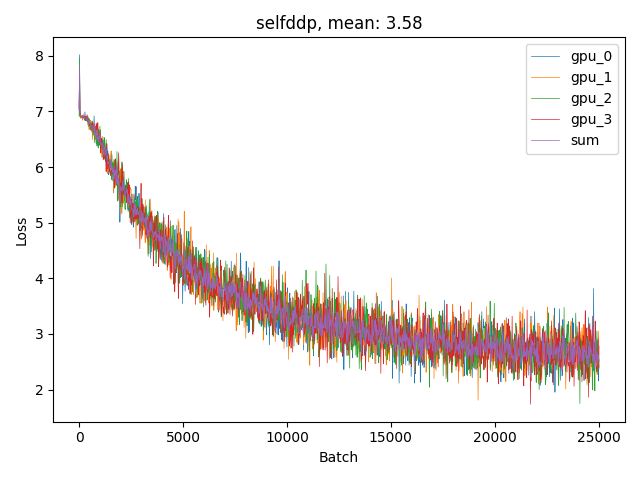 selfddp, mean: 3.58
8
7
6
5
4
3
2
Loss
gpu_0
gpu_1
gpu_2
gpu_3
sum
0
5000
10000
15000
20000
25000
Batch